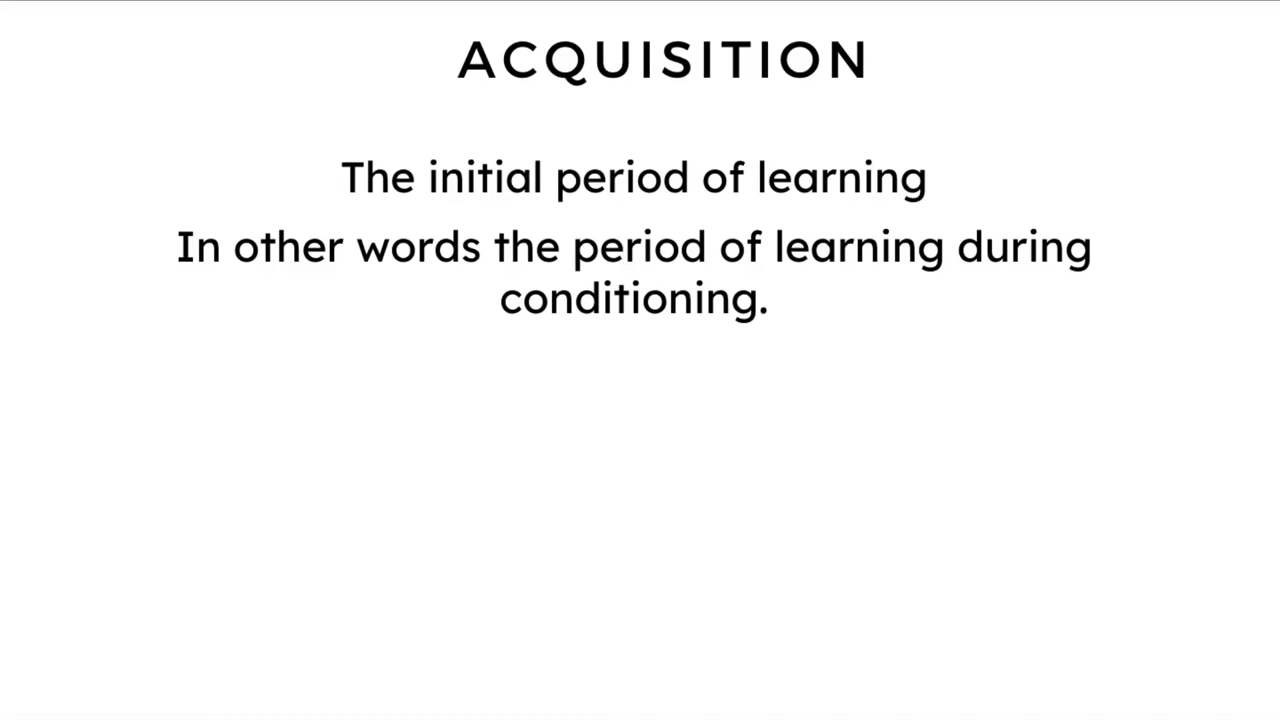 ACQUISITION
The initial period of learning
In other words the period of learning during
conditioning.